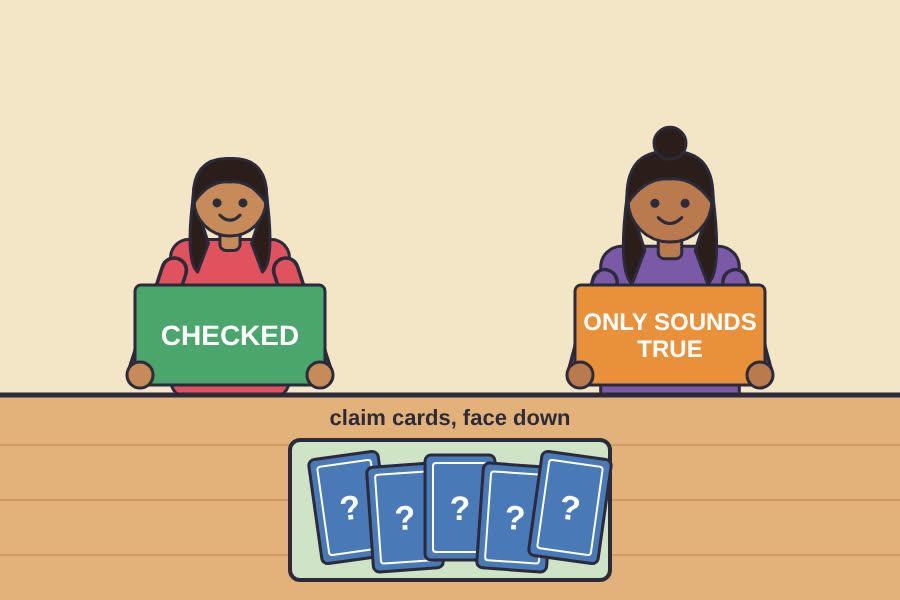 CHECKED
ONLY SOUNDS
TRUE
claim cards, face down
? ? ? ? ?